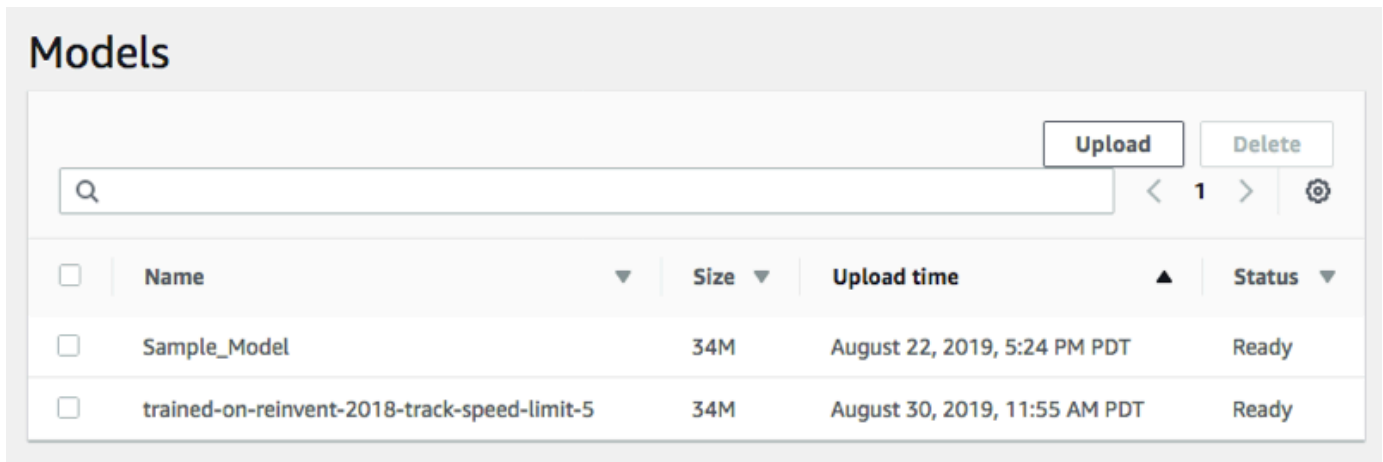 Models
Upload Delete
1
Name Size Upload time Status
Sample_Model 34M August 22, 2019, 5:24 PM PDT Ready
trained-on-reinvent-2018-track-speed-limit-5 34M August 30, 2019, 11:55 AM PDT Ready